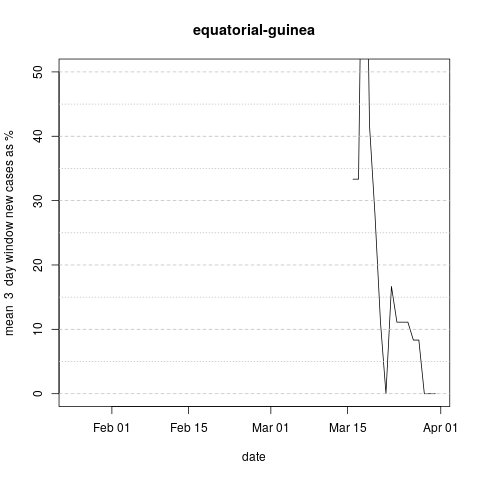 equatorial-guinea
mean 3 day window new cases as %
50
40
30
20
10
0
Feb 01 Feb 15 Mar 01 Mar 15 Apr 01
date